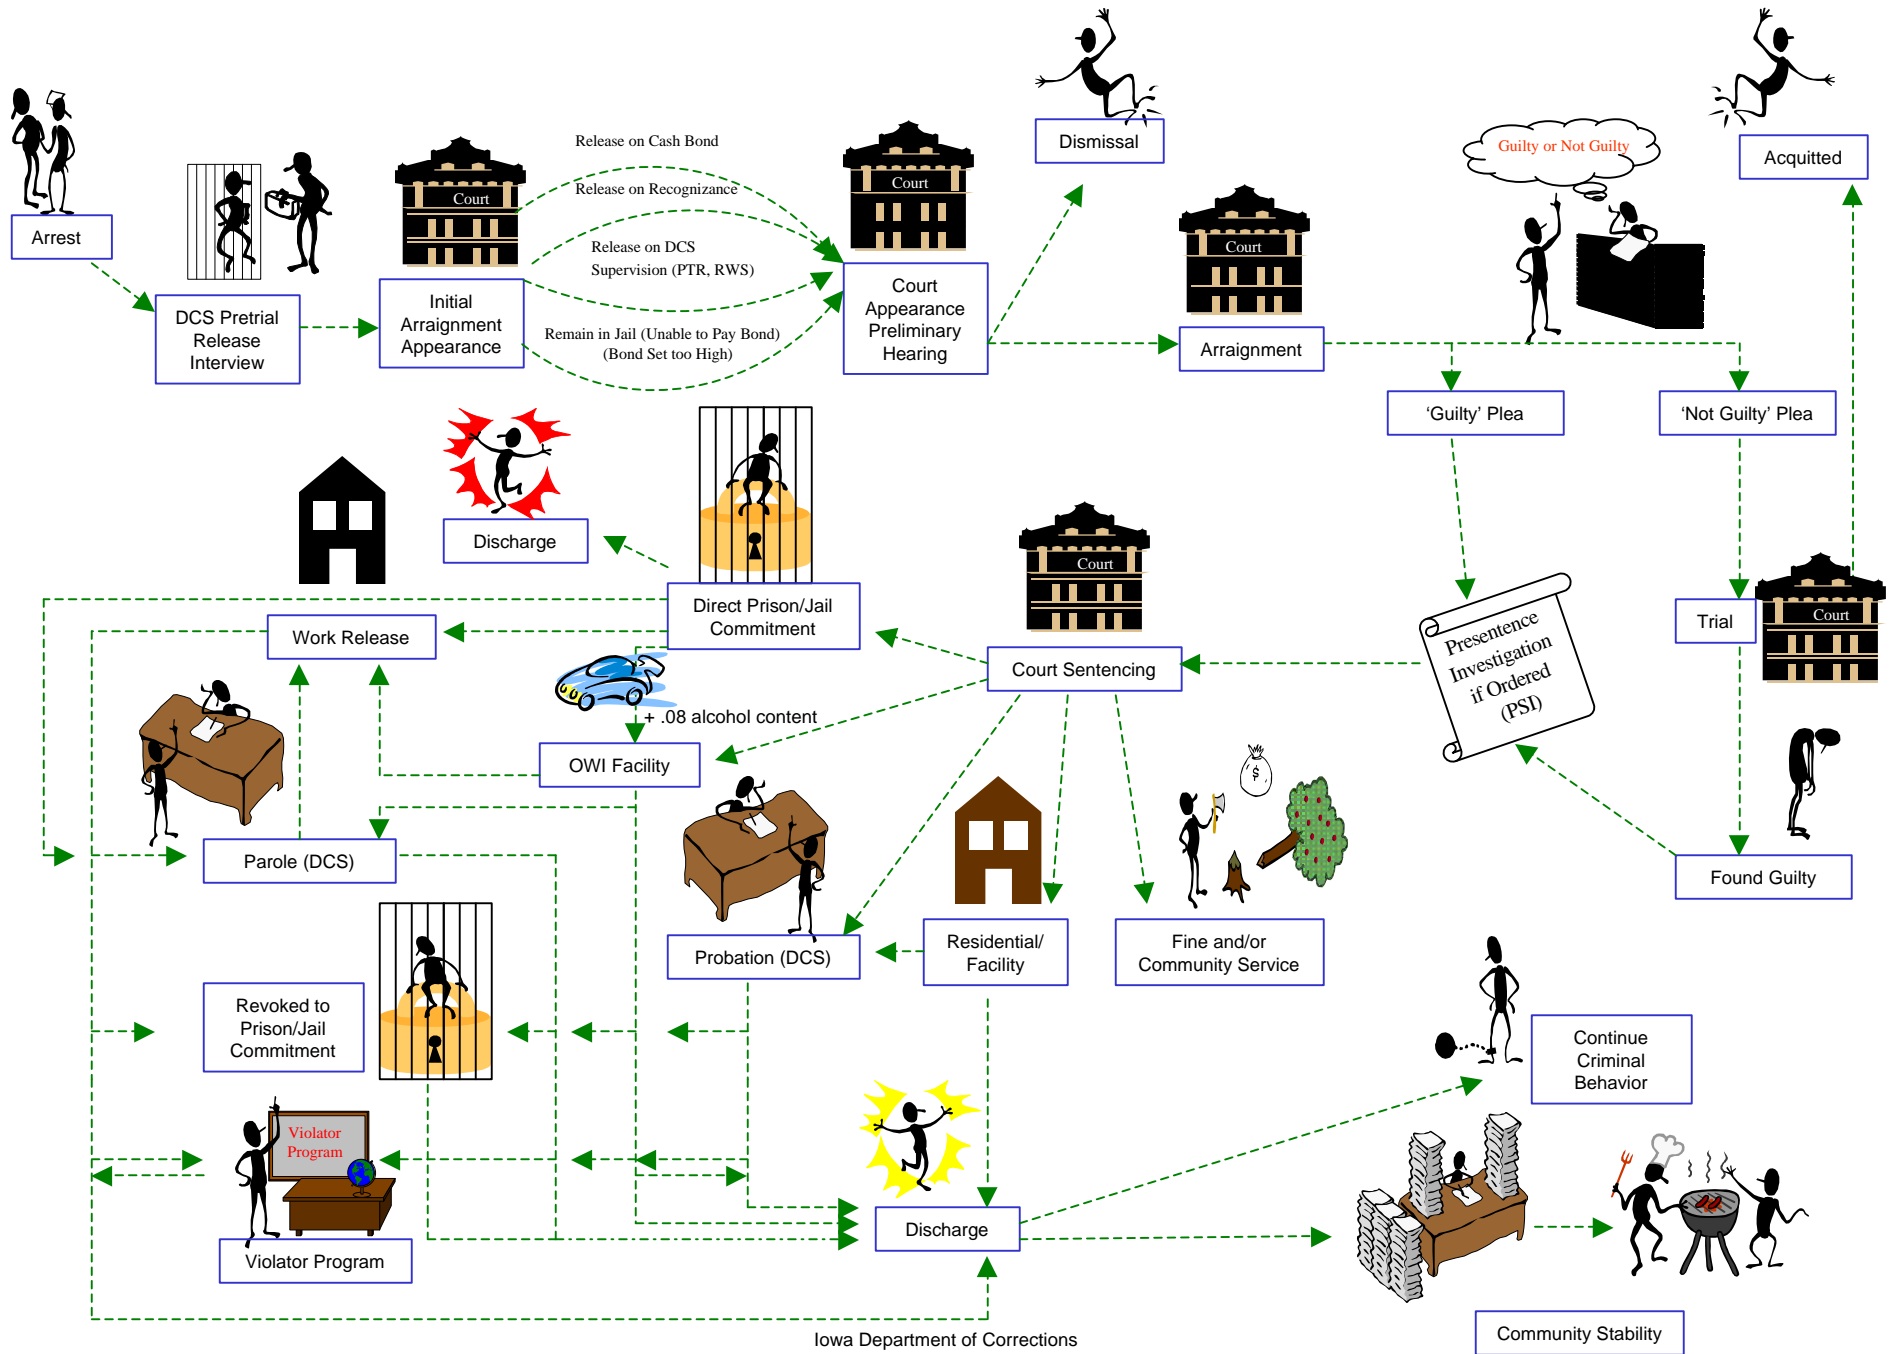 Arrest
DCS Pretrial
Release
Interview
Court
Initial
Arraignment
Appearance
Release on Cash Bond
Release on Recognizance
Release on DCS
Supervision (PTR, RWS)
Remain in Jail (Unable to Pay Bond)
(Bond Set too High)
Court
Court
Appearance
Preliminary
Hearing
Dismissal
Court
Arraignment
Guilty or Not Guilty
Acquitted
‘Guilty’ Plea
‘Not Guilty’ Plea
Discharge
Direct Prison/Jail
Commitment
Work Release
Court
Court Sentencing
Presentence
Investigation
if Ordered
(PSI)
Trial
Court
+ .08 alcohol content
OWI Facility
$
Parole (DCS)
Found Guilty
Probation (DCS)
Residential/
Facility
Fine and/or
Community Service
Revoked to
Prison/Jail
Commitment
Continue
Criminal
Behavior
Violator
Program
Violator Program
Discharge
Community Stability
Iowa Department of Corrections